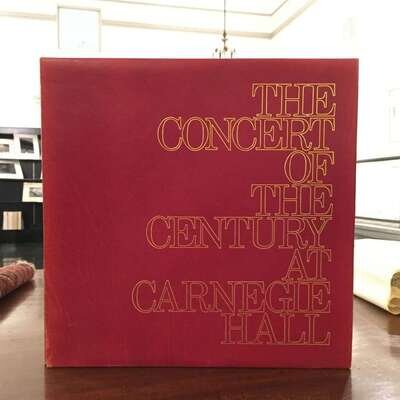 THE
CONCERT
OF
THE
CENTURY
AT
CARNEGIE
HALL